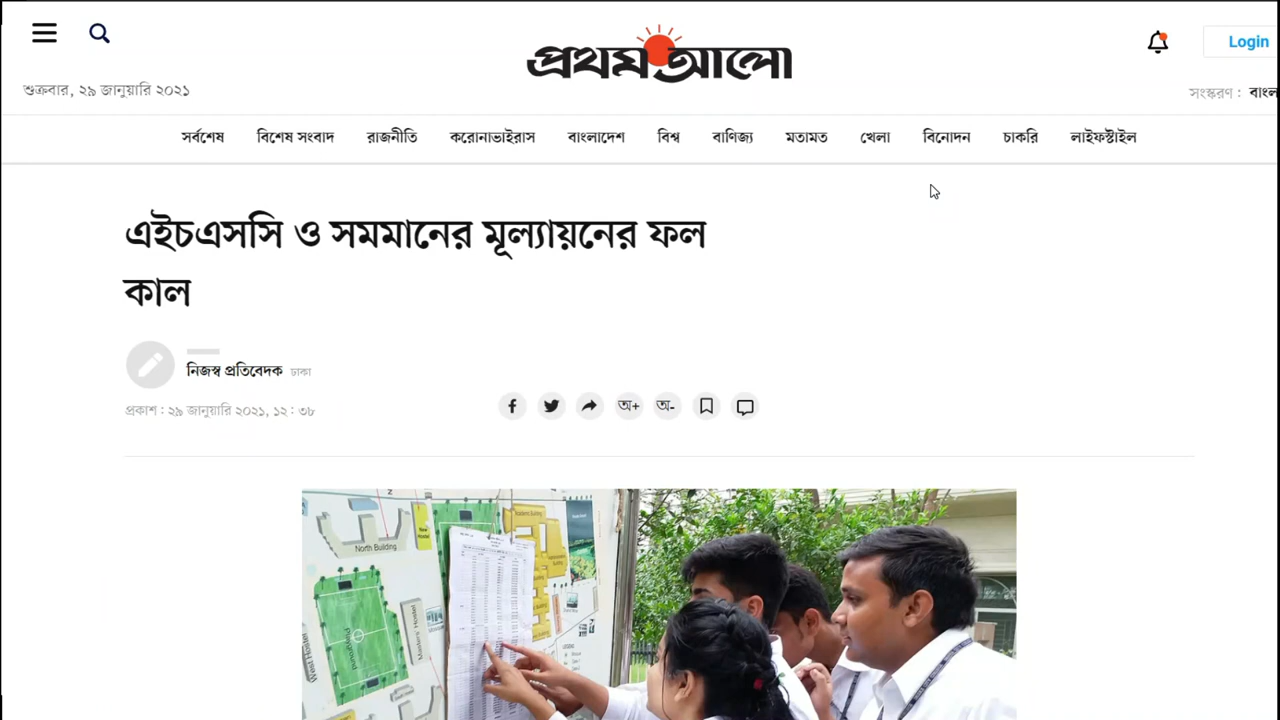 প্রথম আলো
Login
শুক্রবার, ২৯ জানুয়ারি ২০২১
সংস্করণ :
সর্বশেষ বিশেষ সংবাদ রাজনীতি করোনাভাইরাস বাংলাদেশ বিশ্ব বাণিজ্য মতামত খেলা বিনোদন চাকরি লাইফস্টাইল
এইচএসসি ও সমমানের মূল্যায়নের ফল
কাল
নিজস্ব প্রতিবেদক ঢাকা
প্রকাশ : ২৯ জানুয়ারি ২০২১, ১২ : ৩৮
অ+ অ-
North Building
Playground